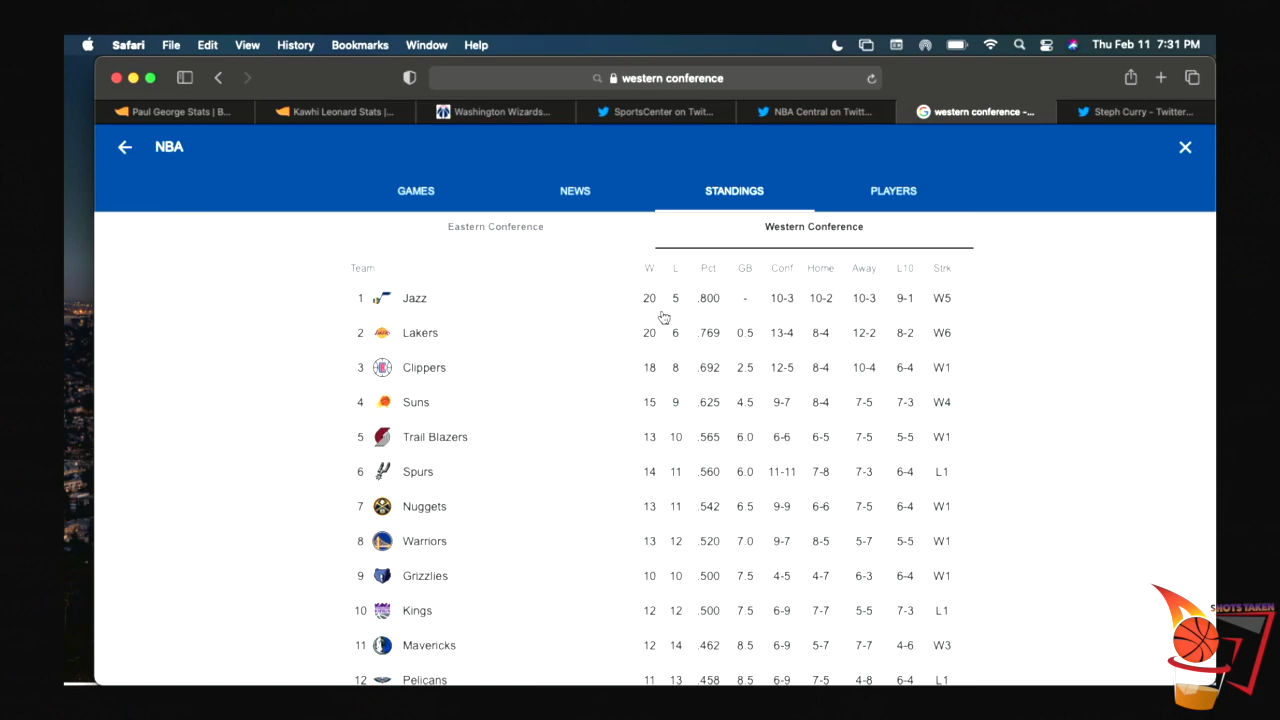 Safari File Edit View History Bookmarks Window Help Thu Feb 11 7:31 PM
western conference
Paul George Stats | B... Kawhi Leonard Stats |... Washington Wizards... SportsCenter on Twit... NBA Central on Twitt... western conference -... Steph Curry - Twitter...
NBA
GAMES NEWS STANDINGS PLAYERS
Eastern Conference Western Conference
Team W L Pct GB Conf Home Away L10 Strk
1 Jazz 20 5 .800 - 10-3 10-2 10-3 9-1 W5
2 Lakers 20 6 .769 0.5 13-4 8-4 12-2 8-2 W6
3 Clippers 18 8 .692 2.5 12-5 8-4 10-4 6-4 W1
4 Suns 15 9 .625 4.5 9-7 8-4 7-5 7-3 W4
5 Trail Blazers 13 10 .565 6.0 6-6 6-5 7-5 5-5 W1
6 Spurs 14 11 .560 6.0 11-11 7-8 7-3 6-4 L1
7 Nuggets 13 11 .542 6.5 9-9 6-6 7-5 6-4 W1
8 Warriors 13 12 .520 7.0 9-7 8-5 5-7 5-5 W1
9 Grizzlies 10 10 .500 7.5 4-5 4-7 6-3 6-4 W1
10 Kings 12 12 .500 7.5 6-9 7-7 5-5 7-3 L1
11 Mavericks 12 14 .462 8.5 6-9 5-7 7-7 4-6 W3
12 Pelicans 11 13 .458 8.5 6-9 7-5 4-8 6-4 L1
SHOTS TAKEN